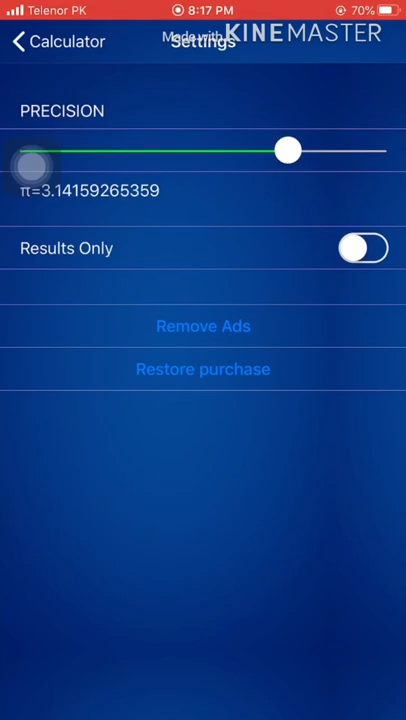 Telenor PK 8:17 PM 70%
Made with KINEMASTER
Calculator Settings
PRECISION
π=3.14159265359
Results Only
Remove Ads
Restore purchase